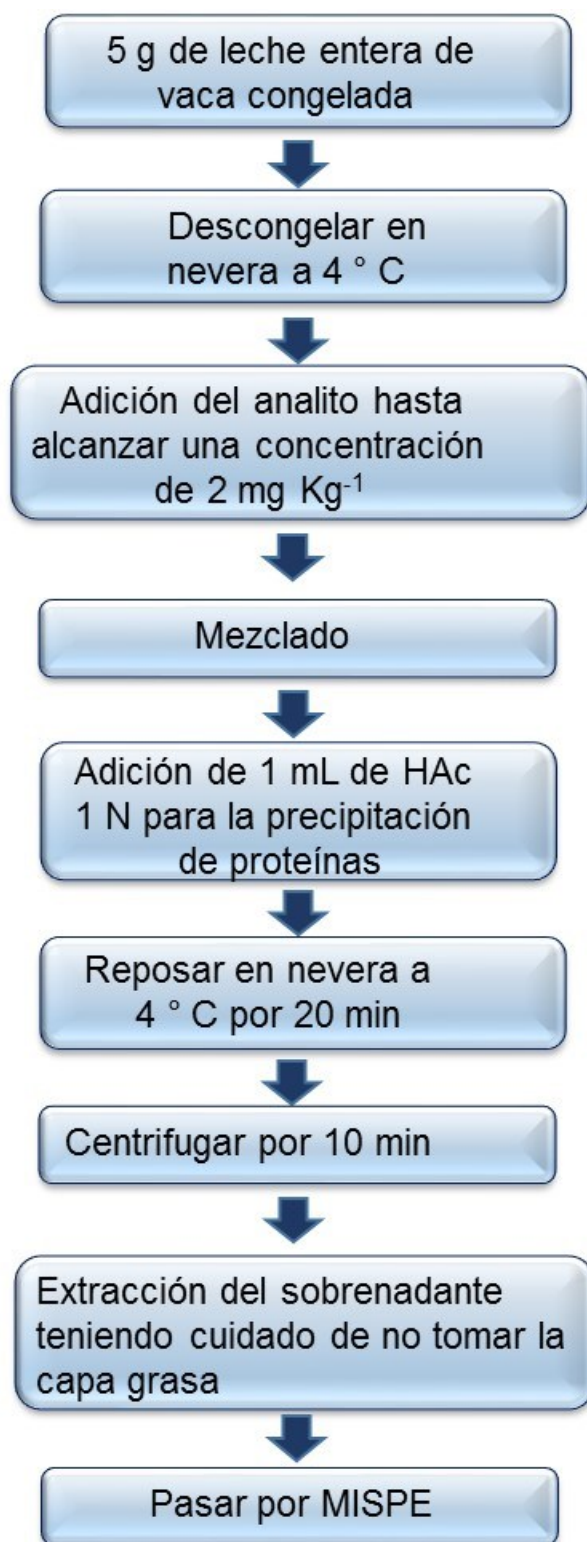 5 g de leche entera de
vaca congelada
Descongelar en
nevera a 4 ° C
Adición del analito hasta
alcanzar una concentración
de 2 mg Kg⁻¹
Mezclado
Adición de 1 mL de HAc
1 N para la precipitación
de proteínas
Reposar en nevera a
4 ° C por 20 min
Centrifugar por 10 min
Extracción del sobrenadante
teniendo cuidado de no tomar la
capa grasa
Pasar por MISPE